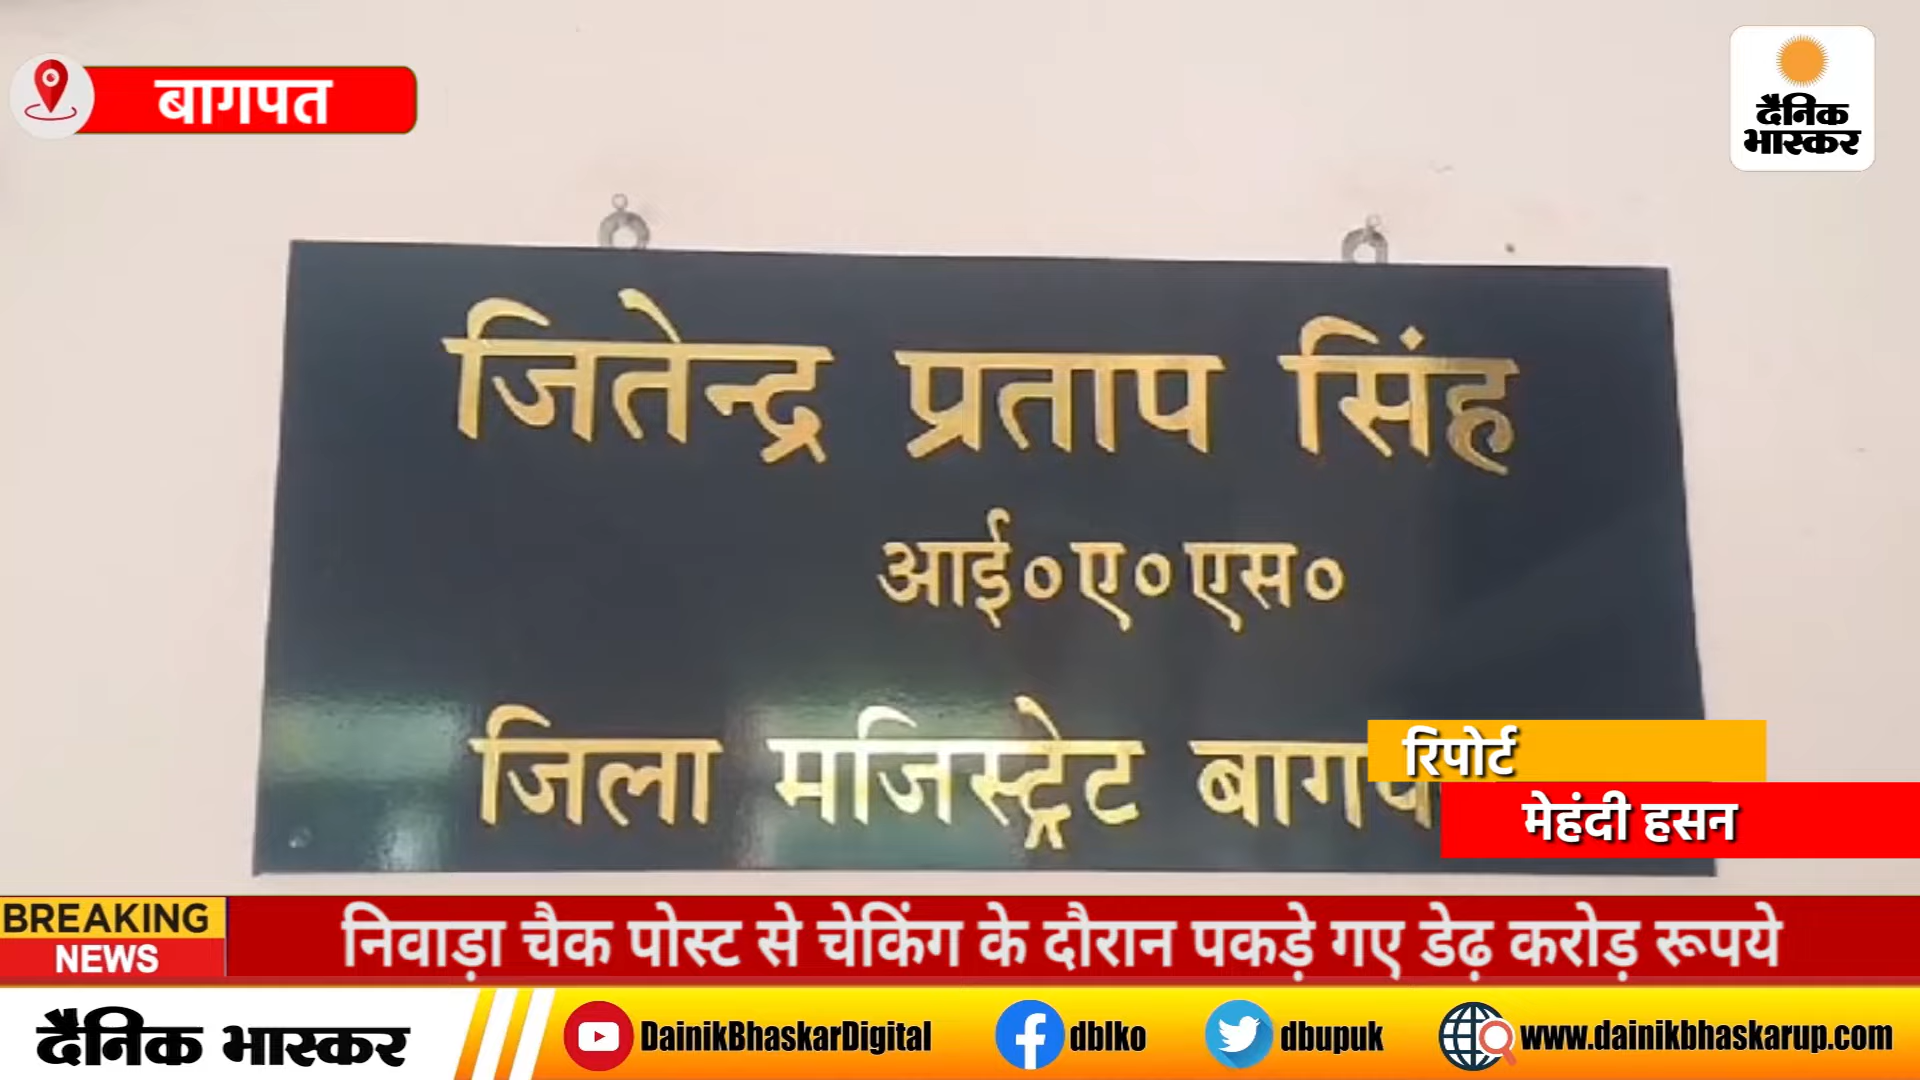 बागपत
दैनिक
भास्कर
जितेन्द्र प्रताप सिंह
आई०ए०एस०
जिला मजिस्ट्रेट
रिपोर्ट
मेहंदी हसन
BREAKING
NEWS
निवाड़ा चैक पोस्ट से चेकिंग के दौरान पकड़े गए डेढ़ करोड़ रूपये
दैनिक भास्कर
DainikBhaskarDigital
dblko
dbupuk
www.dainikbhaskarup.com